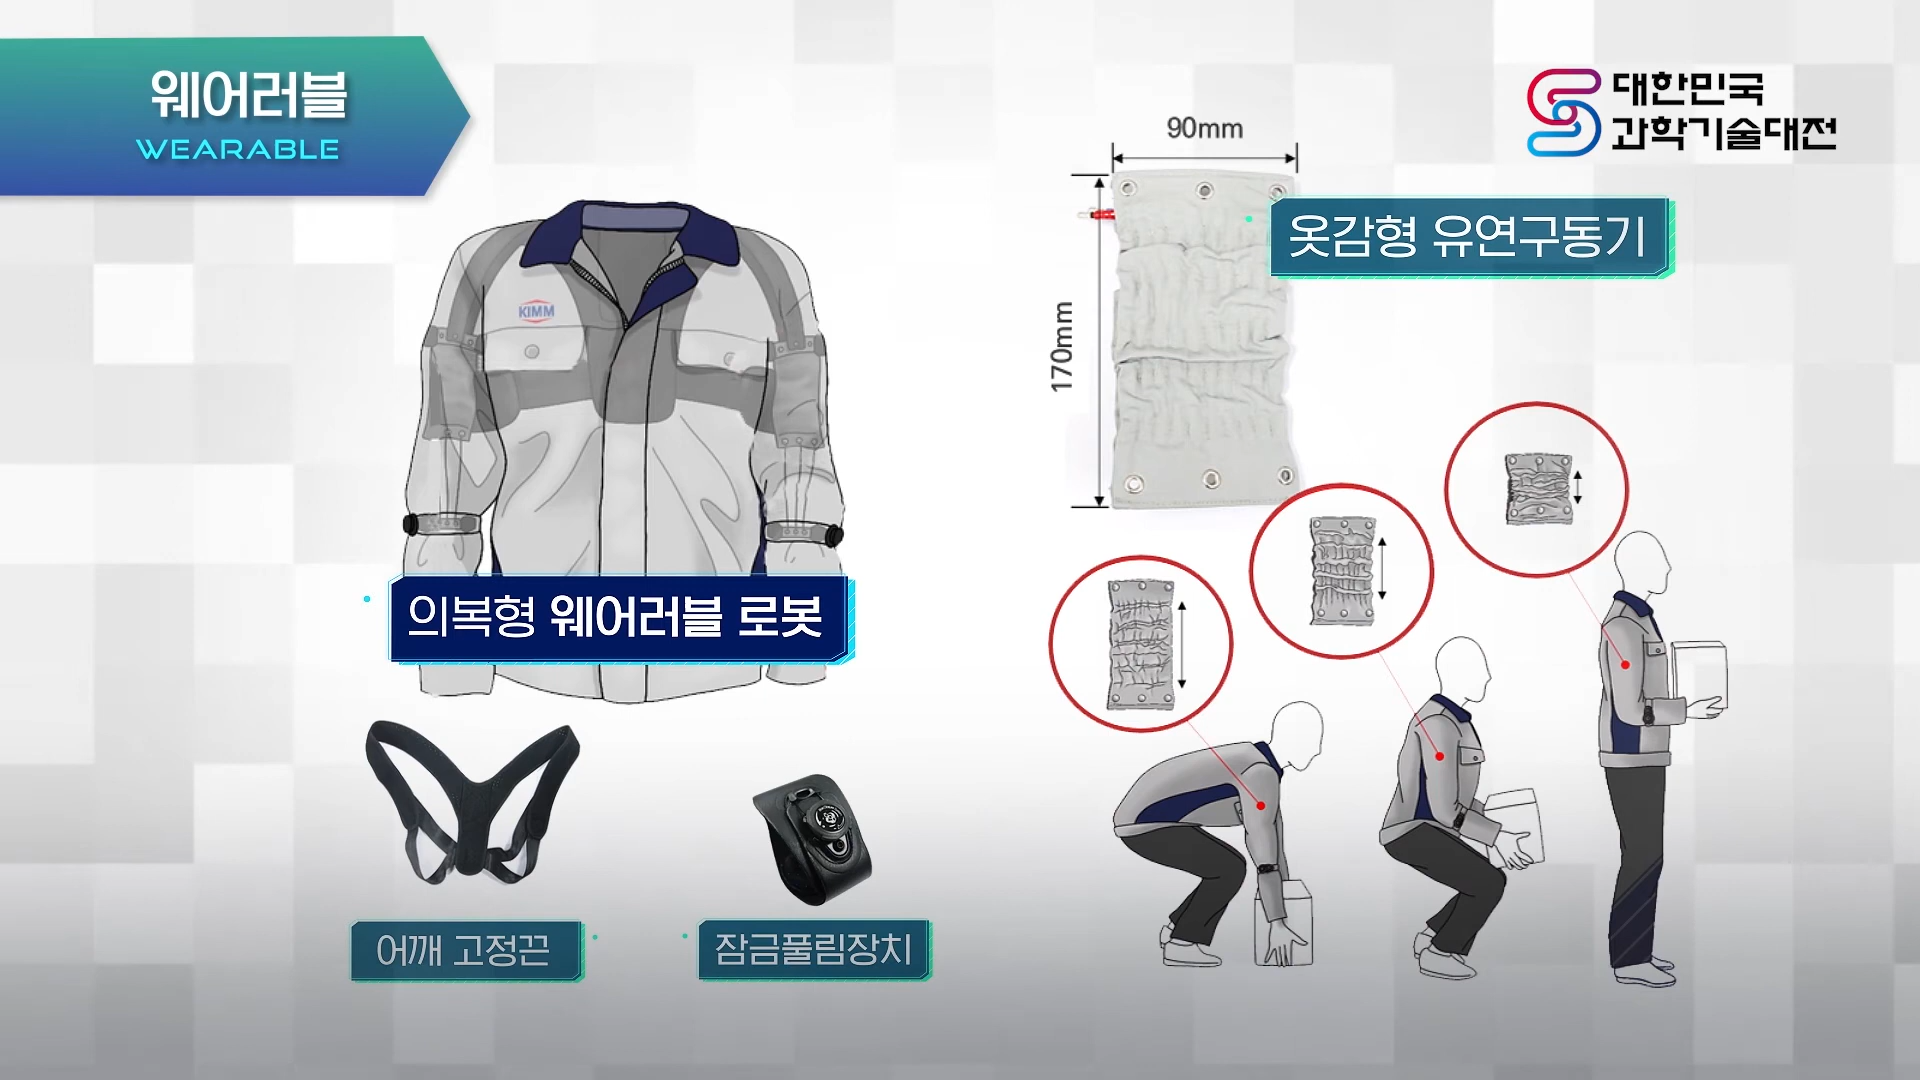 웨어러블
WEARABLE
대한민국
과학기술대전
90mm
옷감형 유연구동기
170mm
KIMM
의복형 웨어러블 로봇
어깨 고정끈
잠금풀림장치